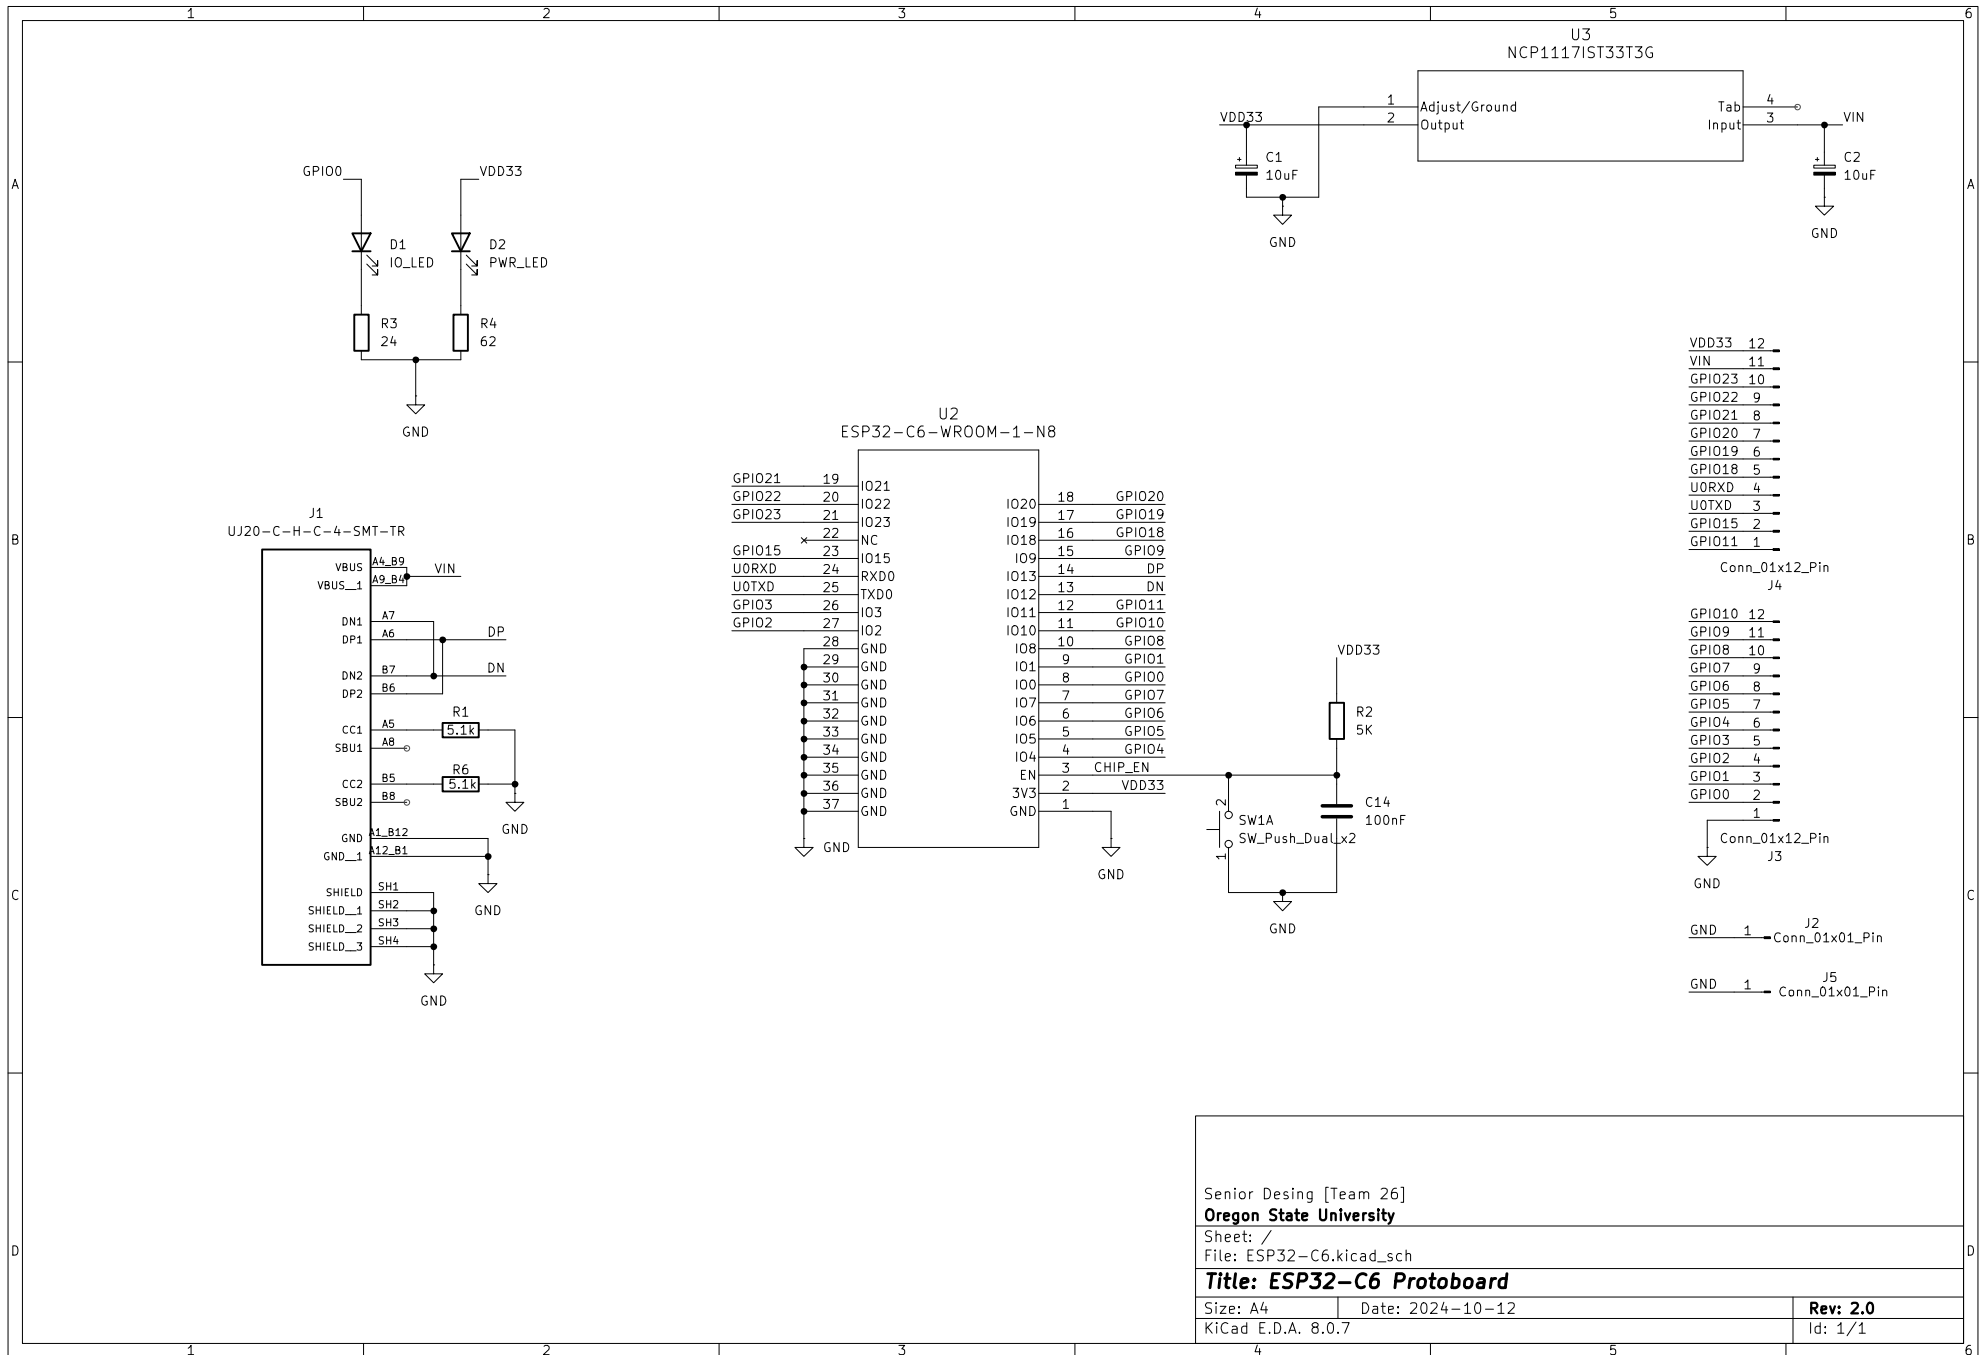 1 2 3 4 5 6
A
B
C
D
A
B
C
D
U3
NCP1117IST33T3G
1 Adjust/Ground
2 Output
Tab 4
Input 3
VDD33
VIN
C1
10uF
C2
10uF
GND
GND
GPIO0
VDD33
D1
IO_LED
D2
PWR_LED
R3
24
R4
62
GND
J1
UJ20-C-H-C-4-SMT-TR
VBUS A4_B9
VBUS__1 A9_B4
VIN
DN1 A7
DP1 A6 DP
DN2 B7 DN
DP2 B6
CC1 A5
R1
5.1k
SBU1 A8
CC2 B5
R6
5.1k
SBU2 B8
GND
GND A1_B12
GND__1 A12_B1
GND
SHIELD SH1
SHIELD__1 SH2
SHIELD__2 SH3
SHIELD__3 SH4
GND
U2
ESP32-C6-WROOM-1-N8
GPIO21 19 IO21
GPIO22 20 IO22
GPIO23 21 IO23
22 NC
GPIO15 23 IO15
U0RXD 24 RXD0
U0TXD 25 TXD0
GPIO3 26 IO3
GPIO2 27 IO2
28 GND
29 GND
30 GND
31 GND
32 GND
33 GND
34 GND
35 GND
36 GND
37 GND
GND
IO20 18 GPIO20
IO19 17 GPIO19
IO18 16 GPIO18
IO9 15 GPIO9
IO13 14 DP
IO12 13 DN
IO11 12 GPIO11
IO10 11 GPIO10
IO8 10 GPIO8
IO1 9 GPIO1
IO0 8 GPIO0
IO7 7 GPIO7
IO6 6 GPIO6
IO5 5 GPIO5
IO4 4 GPIO4
EN 3 CHIP_EN
3V3 2 VDD33
GND 1
GND
VDD33
R2
5K
C14
100nF
2
SW1A
SW_Push_Dual_x2
1
GND
VDD33 12
VIN 11
GPIO23 10
GPIO22 9
GPIO21 8
GPIO20 7
GPIO19 6
GPIO18 5
U0RXD 4
U0TXD 3
GPIO15 2
GPIO11 1
Conn_01x12_Pin
J4
GPIO10 12
GPIO9 11
GPIO8 10
GPIO7 9
GPIO6 8
GPIO5 7
GPIO4 6
GPIO3 5
GPIO2 4
GPIO1 3
GPIO0 2
1
Conn_01x12_Pin
J3
GND
J2
GND 1 Conn_01x01_Pin
J5
GND 1 Conn_01x01_Pin
Senior Desing [Team 26]
Oregon State University
Sheet: /
File: ESP32-C6.kicad_sch
Title: ESP32-C6 Protoboard
Size: A4 Date: 2024-10-12 Rev: 2.0
KiCad E.D.A. 8.0.7 Id: 1/1
1 2 3 4 5 6